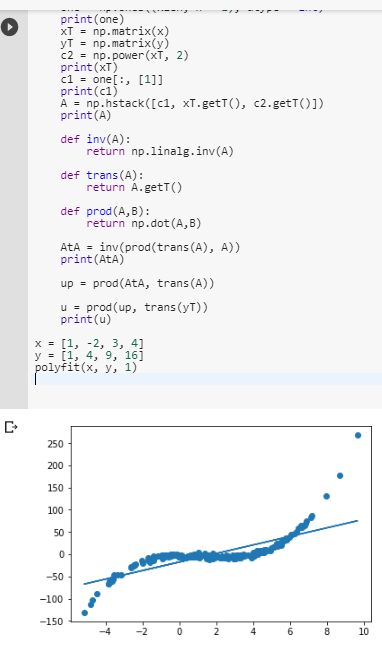 print(one)
xT = np.matrix(x)
yT = np.matrix(y)
c2 = np.power(xT, 2)
print(xT)
c1 = one[:, [1]]
print(c1)
A = np.hstack([c1, xT.getT(), c2.getT()])
print(A)
def inv(A):
return np.linalg.inv(A)
def trans(A):
return A.getT()
def prod(A,B):
return np.dot(A,B)
AtA = inv(prod(trans(A), A))
print(AtA)
up = prod(AtA, trans(A))
u = prod(up, trans(yT))
print(u)
x = [1, -2, 3, 4]
y = [1, 4, 9, 16]
polyfit(x, y, 1)
250
200
150
100
50
0
−50
−100
−150
−4 −2 0 2 4 6 8 10